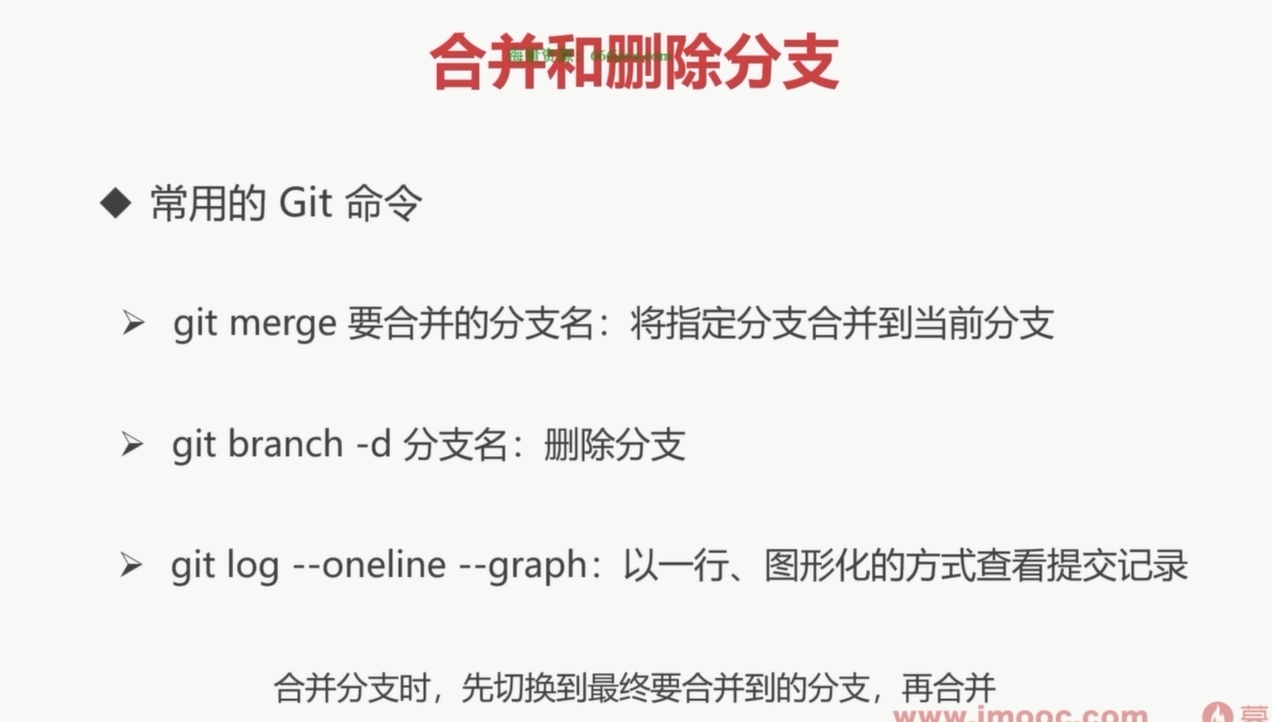 合并和删除分支
◆ 常用的 Git 命令
➢ git merge 要合并的分支名：将指定分支合并到当前分支
➢ git branch -d 分支名：删除分支
➢ git log --oneline --graph：以一行、图形化的方式查看提交记录
合并分支时，先切换到最终要合并到的分支，再合并
www.imooc.com